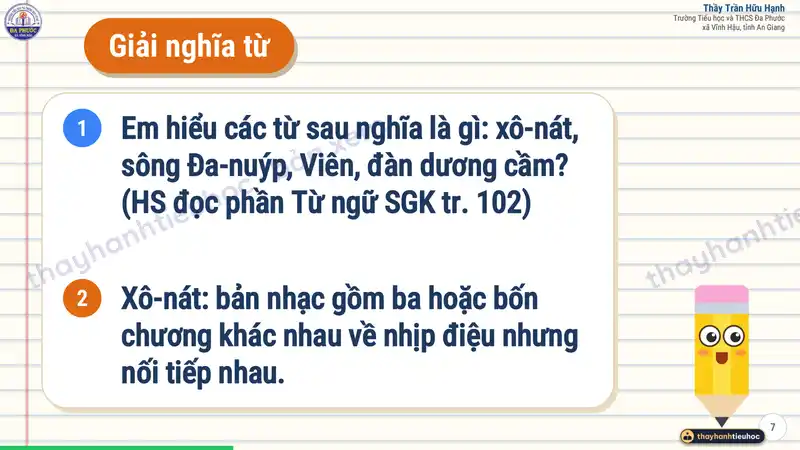 Thầy Trần Hữu Hạnh
Trường Tiểu học và THCS Đa Phước
xã Vĩnh Hậu, tỉnh An Giang
ĐA PHƯỚC
Giải nghĩa từ
1
Em hiểu các từ sau nghĩa là gì: xô-nát,
sông Đa-nuýp, Viên, đàn dương cầm?
(HS đọc phần Từ ngữ SGK tr. 102)
2
Xô-nát: bản nhạc gồm ba hoặc bốn
chương khác nhau về nhịp điệu nhưng
nối tiếp nhau.
thayhanhtieuhoc
thayhanhtieuhoc
7